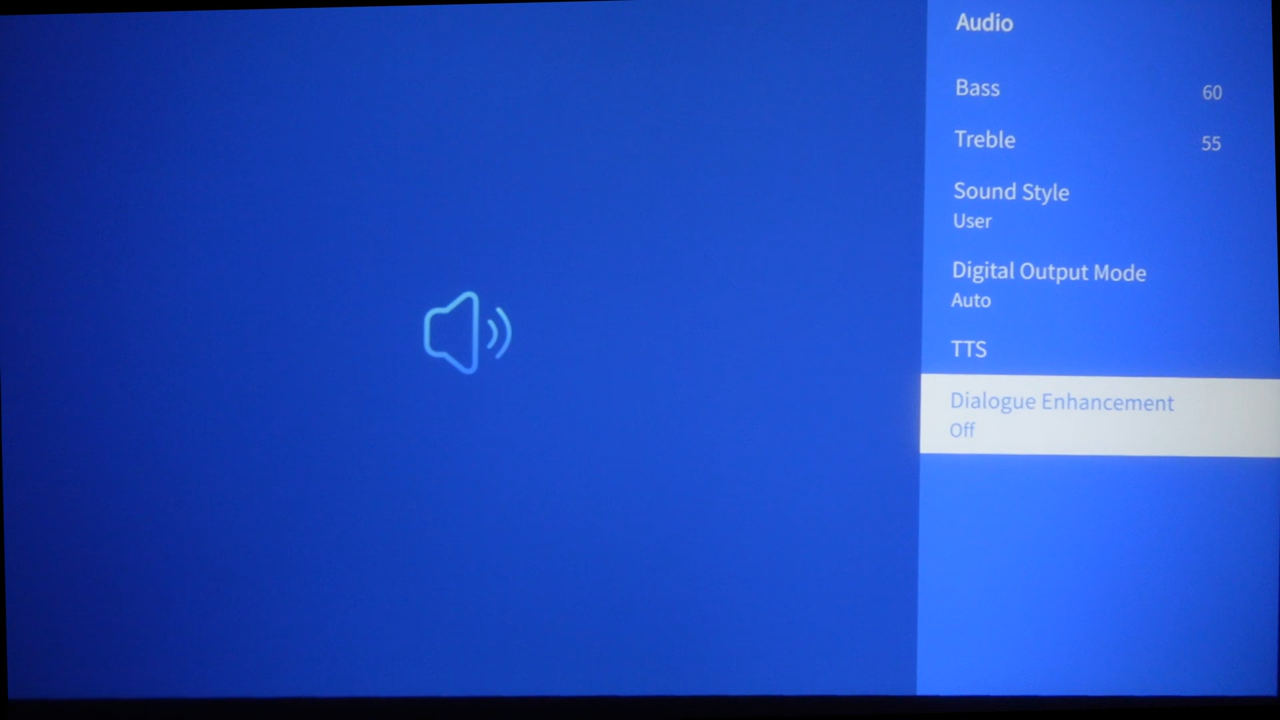 Audio
Bass 60
Treble 55
Sound Style
User
Digital Output Mode
Auto
TTS
Dialogue Enhancement
Off